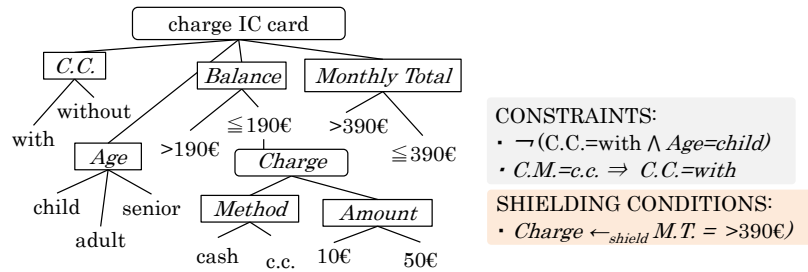 charge IC card
C.C.
Balance
Monthly Total
with
without
>190€
≦190€
>390€
≦390€
Age
Charge
child
adult
senior
Method
Amount
cash
c.c.
10€
50€
CONSTRAINTS:
・ ¬ (C.C.=with ∧ Age=child)
・ C.M.=c.c. ⇒ C.C.=with
SHIELDING CONDITIONS:
・ Charge ←shield M.T. = >390€)